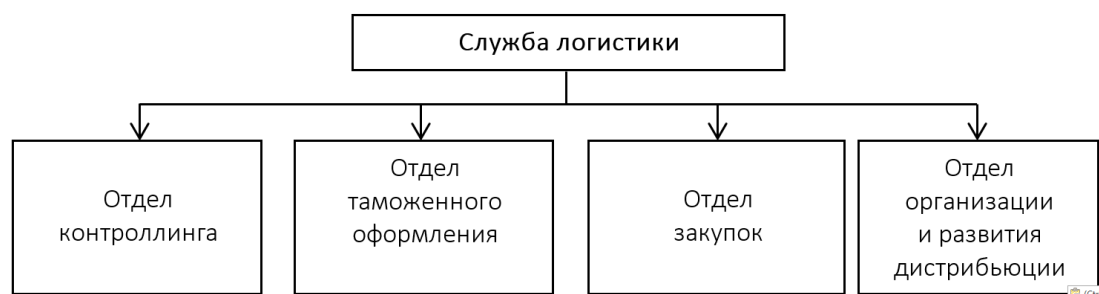 Служба логистики
Отдел
контроллинга
Отдел
таможенного
оформления
Отдел
закупок
Отдел
организации
и развития
дистрибьюции